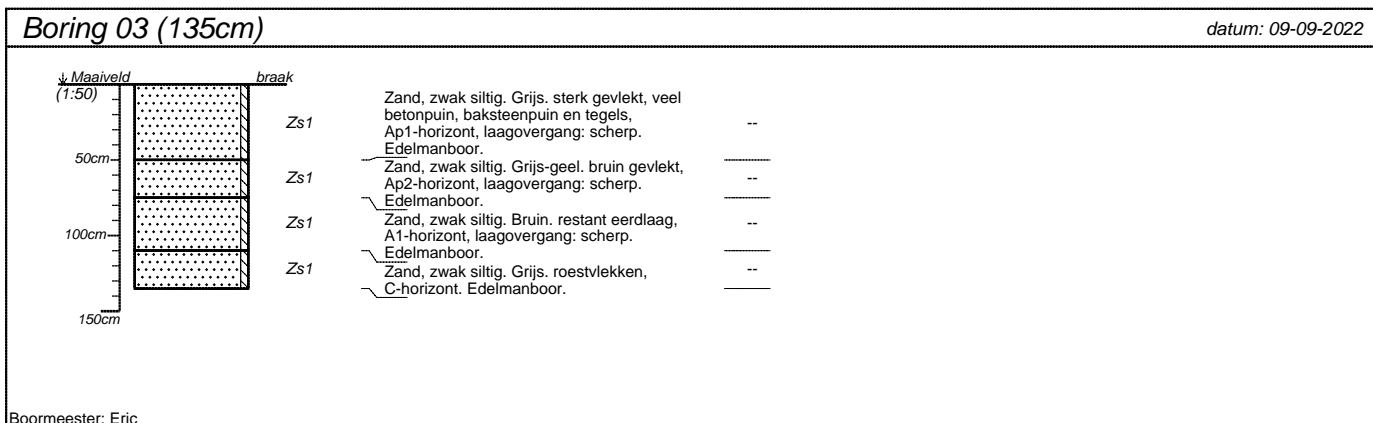 Boring 03 (135cm)
datum: 09-09-2022
Maaiveld
braak
(1:50)
Zs1
Zand, zwak siltig. Grijs. sterk gevlekt, veel
betonpuin, baksteenpuin en tegels,
Ap1-horizont, laagovergang: scherp.
Edelmanboor.
--
50cm
Zs1
Zand, zwak siltig. Grijs-geel. bruin gevlekt,
Ap2-horizont, laagovergang: scherp.
Edelmanboor.
--
Zs1
Zand, zwak siltig. Bruin. restant eerdlaag,
A1-horizont, laagovergang: scherp.
Edelmanboor.
--
100cm
Zs1
Zand, zwak siltig. Grijs. roestvlekken,
C-horizont. Edelmanboor.
--
150cm
Boormeester: Eric